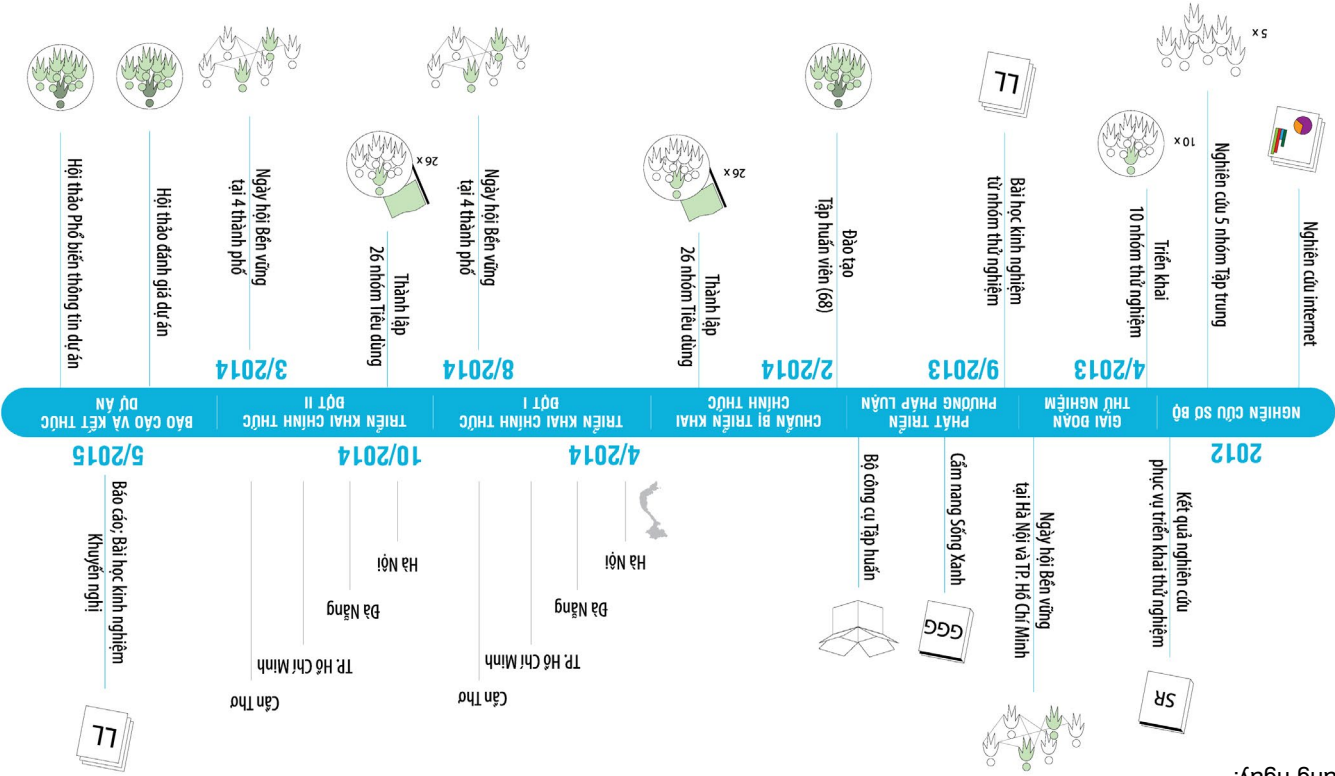 SR
Kết quả nghiên cứu
phục vụ triển khai thử nghiệm
Ngày hội Bền vững
tại Hà Nội và TP. Hồ Chí Minh
GGG
Cẩm nang Sống Xanh
Bộ công cụ Tập huấn
Cần Thơ
TP. Hồ Chí Minh
Đà Nẵng
Hà Nội
Cần Thơ
TP. Hồ Chí Minh
Đà Nẵng
Hà Nội
LL
Báo cáo; Bài học kinh nghiệm
Khuyến nghị
2012
4/2014
10/2014
5/2015
NGHIÊN CỨU SƠ BỘ
GIAI ĐOẠN
THỬ NGHIỆM
PHÁT TRIỂN
PHƯƠNG PHÁP LUẬN
CHUẨN BỊ TRIỂN KHAI
CHÍNH THỨC
TRIỂN KHAI CHÍNH THỨC
ĐỢT I
TRIỂN KHAI CHÍNH THỨC
ĐỢT II
BÁO CÁO VÀ KẾT THÚC
DỰ ÁN
4/2013
9/2013
2/2014
8/2014
3/2014
Nghiên cứu internet
Nghiên cứu 5 nhóm Tập trung
5 x
Triển khai
10 nhóm thử nghiệm
10 x
Bài học kinh nghiệm
từ nhóm thử nghiệm
LL
Đào tạo
Tập huấn viên (68)
Thành lập
26 nhóm Tiêu dùng
26 x
Ngày hội Bền vững
tại 4 thành phố
Thành lập
26 nhóm Tiêu dùng
26 x
Ngày hội Bền vững
tại 4 thành phố
Hội thảo đánh giá dự án
Hội thảo Phổ biến thông tin dự án